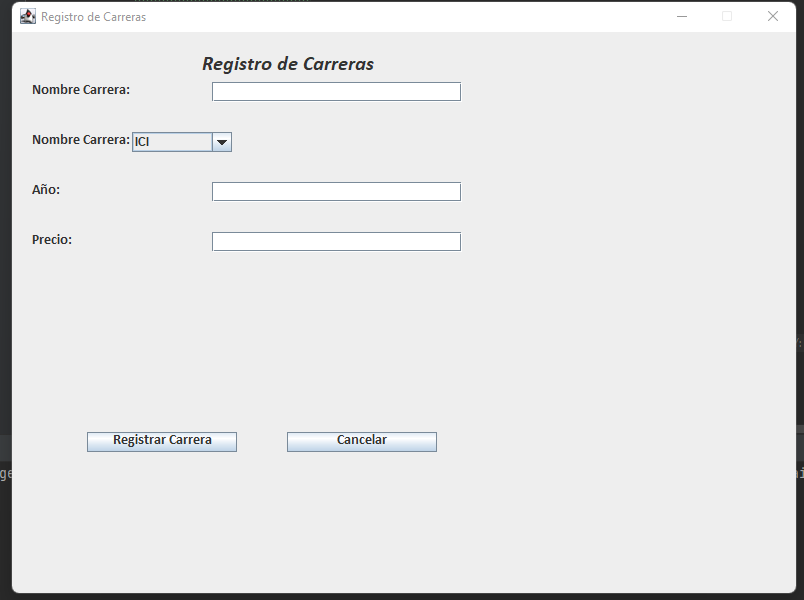 Registro de Carreras
Registro de Carreras
Nombre Carrera:
Nombre Carrera: ICI
Año:
Precio:
Registrar Carrera Cancelar